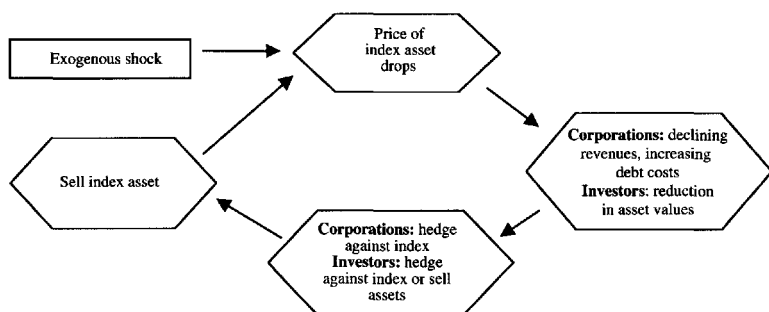 Exogenous shock
Price of
index asset
drops
Corporations: declining
revenues, increasing
debt costs
Investors: reduction
in asset values
Corporations: hedge
against index
Investors: hedge
against index or sell
assets
Sell index asset